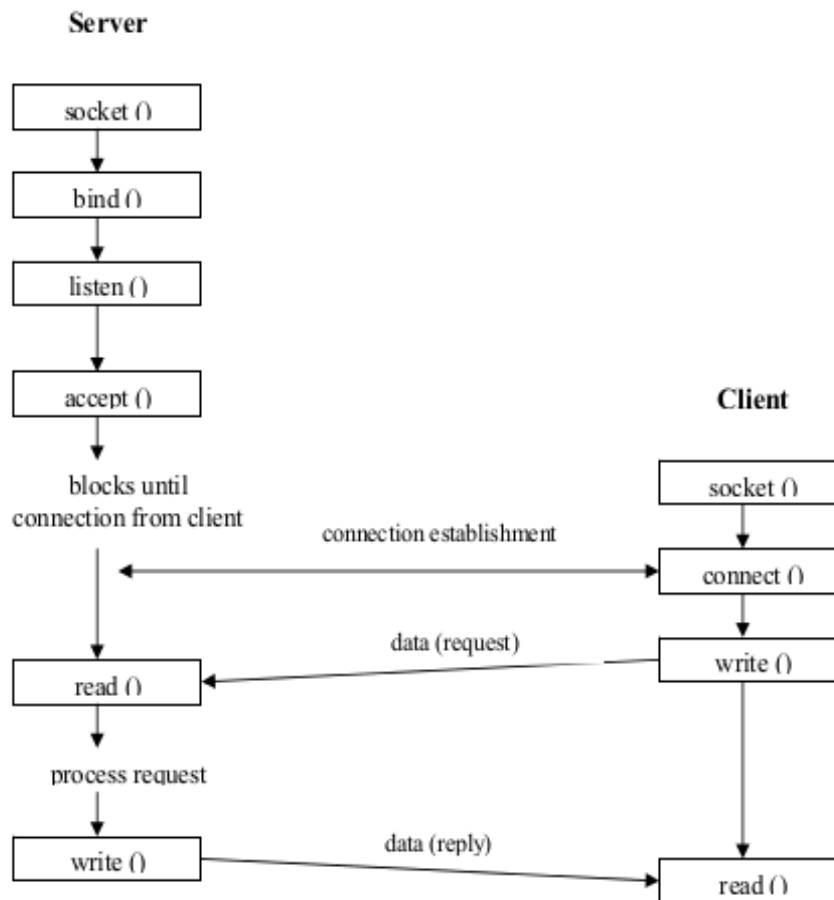 Server
socket ()
bind ()
listen ()
accept ()
blocks until
connection from client
Client
socket ()
connection establishment
connect ()
data (request)
write ()
read ()
process request
data (reply)
write ()
read ()